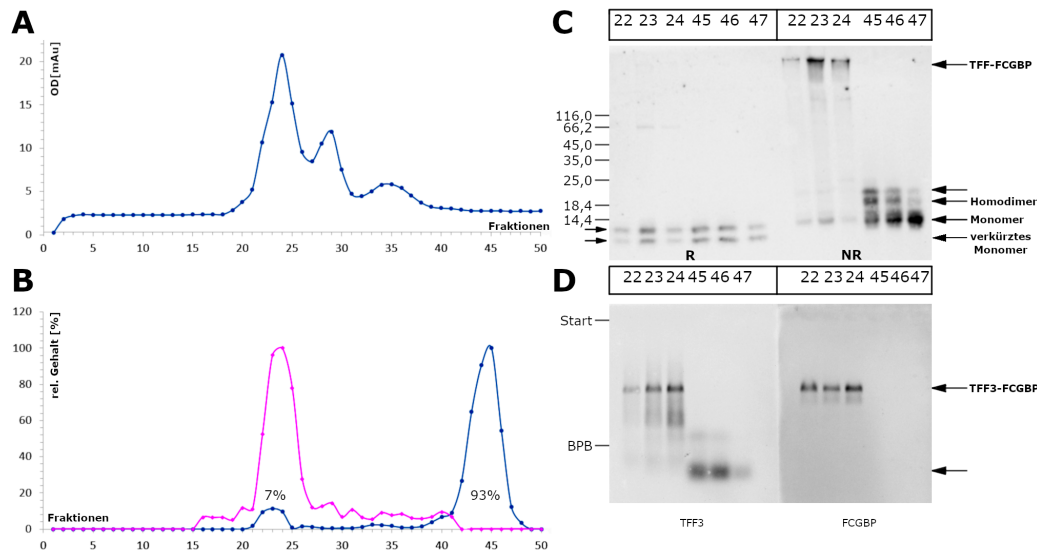 A
OD[mAu]
20
15
10
5
0
Fraktionen
0 5 10 15 20 25 30 35 40 45 50
B
rel. Gehalt [%]
120
100
80
60
40
20
0
7%
93%
Fraktionen
0 5 10 15 20 25 30 35 40 45 50
C
22 23 24 45 46 47 22 23 24 45 46 47
TFF-FCGBP
116,0
66,2
45,0
35,0
25,0
18,4
14,4
Homodimer
Monomer
verkürztes
Monomer
R NR
D
22 23 24 45 46 47 22 23 24 45 46 47
Start
TFF3-FCGBP
BPB
TFF3 FCGBP